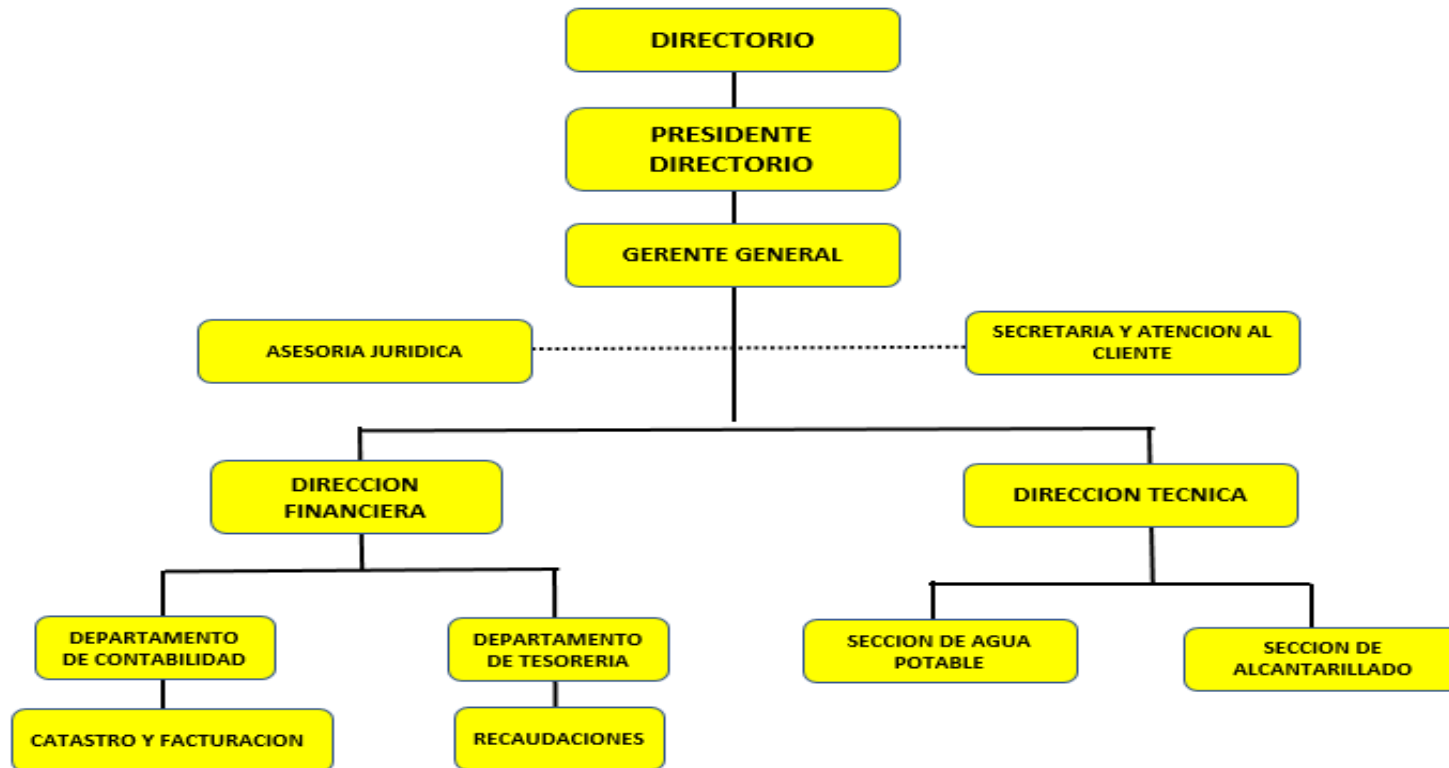 DIRECTORIO
PRESIDENTE
DIRECTORIO
GERENTE GENERAL
ASESORIA JURIDICA
SECRETARIA Y ATENCION AL
CLIENTE
DIRECCION
FINANCIERA
DIRECCION TECNICA
DEPARTAMENTO
DE CONTABILIDAD
DEPARTAMENTO
DE TESORERIA
SECCION DE AGUA
POTABLE
SECCION DE
ALCANTARILLADO
CATASTRO Y FACTURACION
RECAUDACIONES